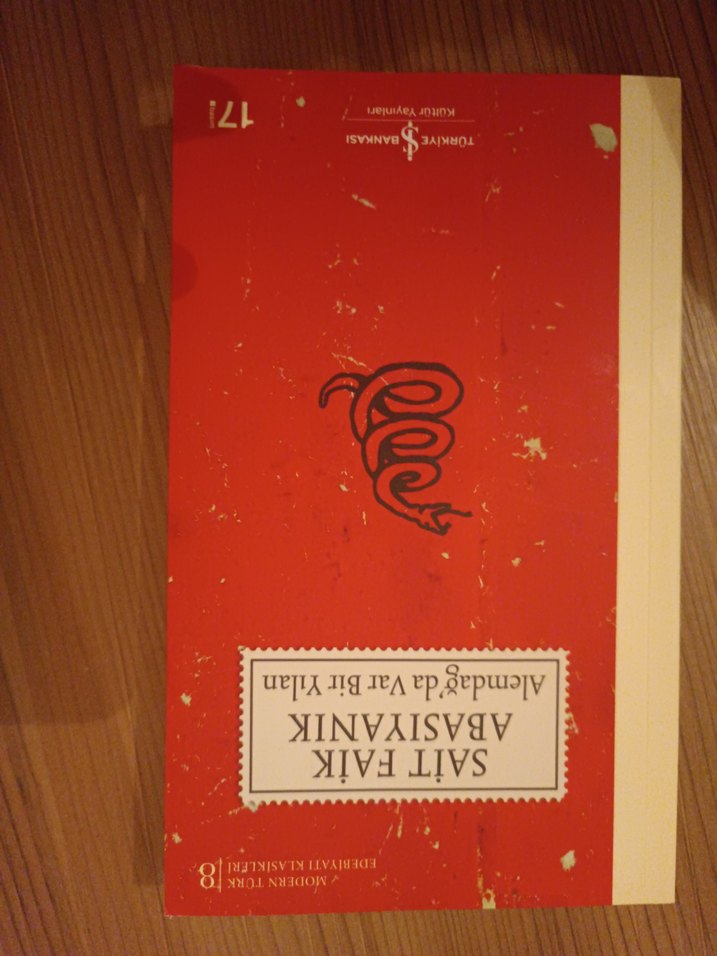 MODERN TÜRK
EDEBİYATI KLASİKLERİ
8
SAİT FAİK
ABASIYANIK
Alemdağ'da Var Bir Yılan
TÜRKİYE İŞ BANKASI
Kültür Yayınları
17.
Basım